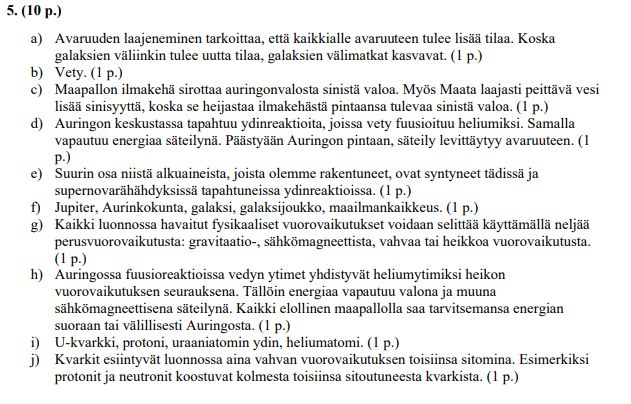 5. (10 p.)
a) Avaruuden laajeneminen tarkoittaa, että kaikkialle avaruuteen tulee lisää tilaa. Koska
galaksien väliinkin tulee uutta tilaa, galaksien välimatkat kasvavat. (1 p.)
b) Vety. (1 p.)
c) Maapallon ilmakehä sirottaa auringonvalosta sinistä valoa. Myös Maata laajasti peittävä vesi
lisää sinisyyttä, koska se heijastaa ilmakehästä pintaansa tulevaa sinistä valoa. (1 p.)
d) Auringon keskustassa tapahtuu ydinreaktioita, joissa vety fuusioituu heliumiksi. Samalla
vapautuu energiaa säteilynä. Päästyään Auringon pintaan, säteily levittäytyy avaruuteen. (1
p.)
e) Suurin osa niistä alkuaineista, joista olemme rakentuneet, ovat syntyneet tädissä ja
supernovarähähdyksissä tapahtuneissa ydinreaktioissa. (1 p.)
f) Jupiter, Aurinkokunta, galaksi, galaksijoukko, maailmankaikkeus. (1 p.)
g) Kaikki luonnossa havaitut fysikaaliset vuorovaikutukset voidaan selittää käyttämällä neljää
perusvuorovaikutusta: gravitaatio-, sähkömagneettista, vahvaa tai heikkoa vuorovaikutusta.
(1 p.)
h) Auringossa fuusioreaktioissa vedyn ytimet yhdistyvät heliumytimiksi heikon
vuorovaikutuksen seurauksena. Tällöin energiaa vapautuu valona ja muuna
sähkömagneettisena säteilynä. Kaikki elollinen maapallolla saa tarvitsemansa energian
suoraan tai välillisesti Auringosta. (1 p.)
i) U-kvarkki, protoni, uraaniatomin ydin, heliumatomi. (1 p.)
j) Kvarkit esiintyvät luonnossa aina vahvan vuorovaikutuksen toisiinsa sitomina. Esimerkiksi
protonit ja neutronit koostuvat kolmesta toisiinsa sitoutuneesta kvarkista. (1 p.)